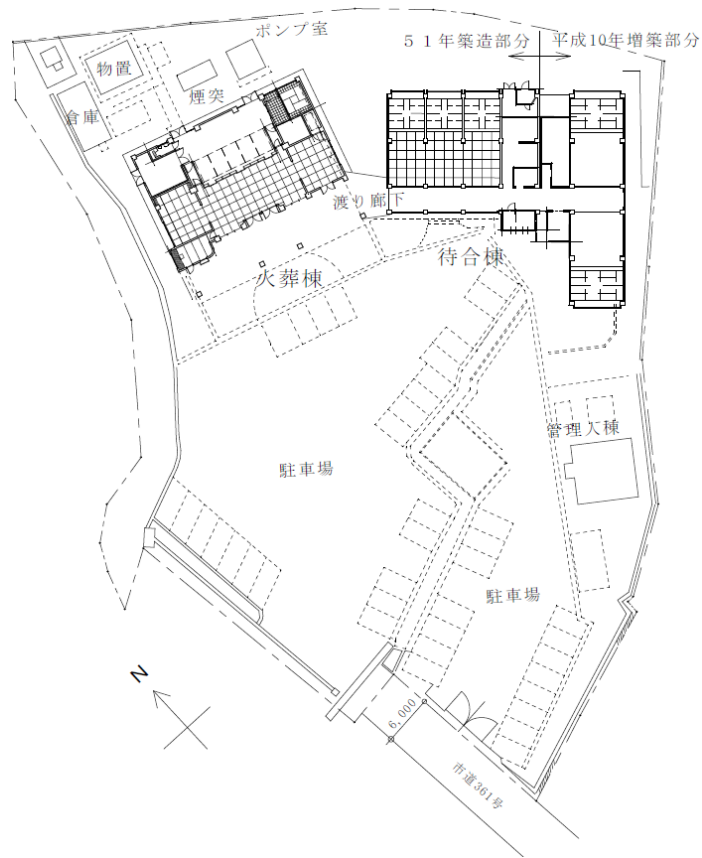 ポンプ室
51年築造部分
平成10年増築部分
物置
倉庫
煙突
渡り廊下
待合棟
火葬棟
管理人棟
駐車場
駐車場
N
6,000
市道361号